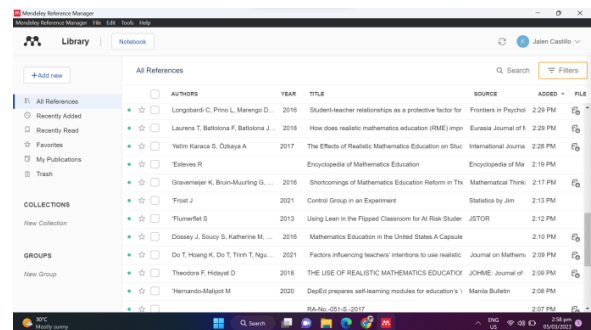 Mendeley Reference Manager
Mendeley Reference Manager File Edit Tools Help
Library Notebook Jalen Castillo
+Add new All References Search Filters
AUTHORS YEAR TITLE SOURCE ADDED FILE
All References
Recently Added
Recently Read
Favorites
My Publications
Trash
COLLECTIONS
New Collection
GROUPS
New Group
Longobardi C, Prino L, Marengo D... 2016 Student-teacher relationships as a protective factor for Frontiers in Psychol 2:29 PM
Laurens T, Batlolona F, Batlolona J... 2018 How does realistic mathematics education (RME) impr Eurasia Journal of M 2:29 PM
Yetim Karaca S, Özkaya A 2017 The Effects of Realistic Mathematics Education on Stuc International Journa 2:28 PM
'Esteves R Encyclopedia of Mathematics Education Encyclopedia of Ma 2:19 PM
Gravemeijer K, Bruin-Muurling G, ... 2016 Shortcomings of Mathematics Education Reform in The Mathematical Thinki 2:17 PM
'Frost J 2021 Control Group in an Experiment Statistics by Jim 2:13 PM
'Flumerflet S 2013 Using Lean in the Flipped Classroom for At Risk Studer JSTOR 2:12 PM
Dossey J, Soucy S, Katherine M, ... 2016 Mathematics Education in the United States A Capsule 2:10 PM
Do T, Hoang K, Do T, Trinh T, Ngu... 2021 Factors influencing teachers' intentions to use realistic Journal on Mathem 2:09 PM
Theodora F, Hidayat D 2018 THE USE OF REALISTIC MATHEMATICS EDUCATION JOHME: Journal of 2:09 PM
'Hernando-Malipot M 2020 DepEd prepares self-learning modules for education's 'i Manila Bulletin 2:08 PM
RA-No.-051-S.-2017 2:07 PM
30°C
Mostly sunny
Search
ENG
US
2:58 pm
05/03/2023